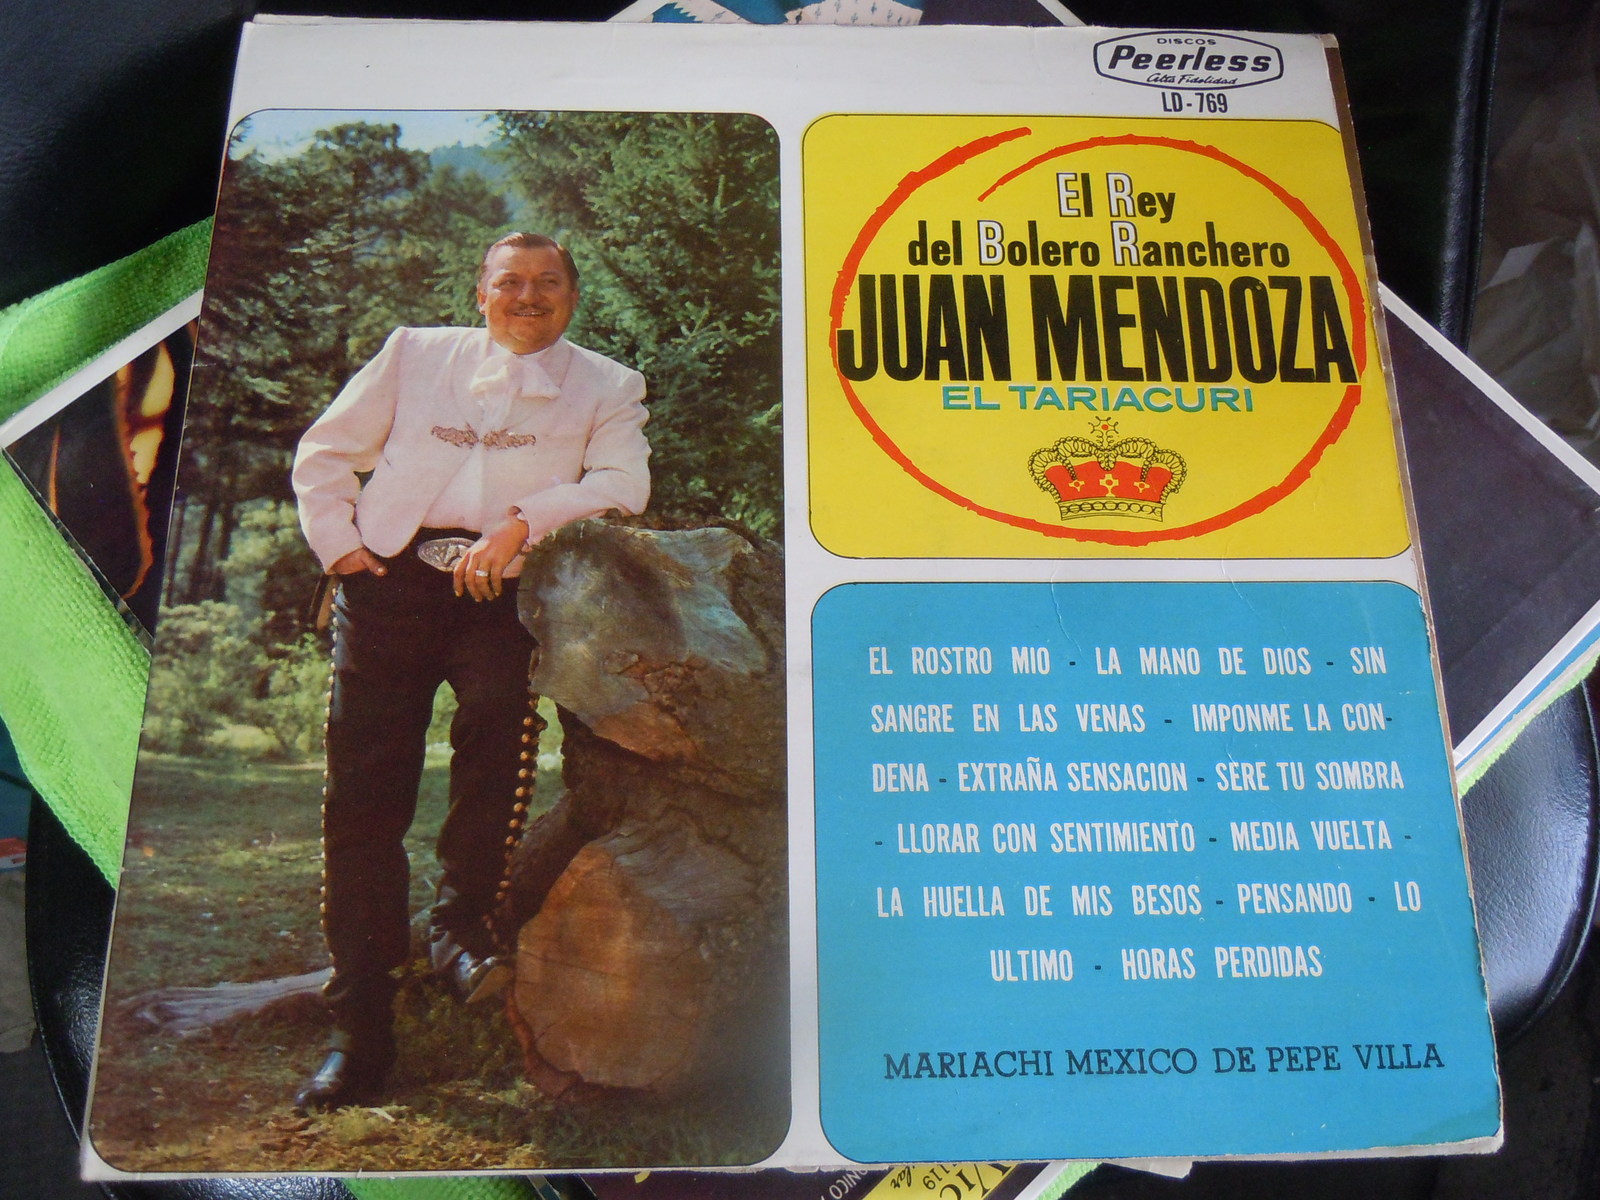 DISCOS
Peerless
Alta Fidelidad
LD-769
El Rey
del Bolero Ranchero
JUAN MENDOZA
EL TARIACURI
EL ROSTRO MIO - LA MANO DE DIOS - SIN
SANGRE EN LAS VENAS - IMPONME LA CON-
DENA - EXTRAÑA SENSACION - SERE TU SOMBRA
- LLORAR CON SENTIMIENTO - MEDIA VUELTA -
LA HUELLA DE MIS BESOS - PENSANDO - LO
ULTIMO - HORAS PERDIDAS
MARIACHI MEXICO DE PEPE VILLA